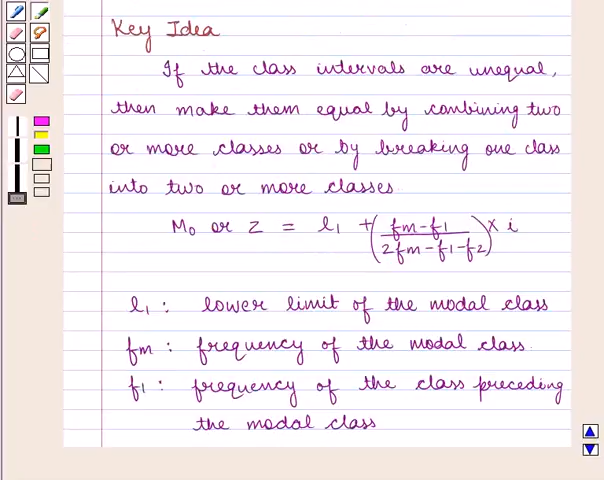 Key Idea
If the class intervals are unequal,
then make them equal by combining two
or more classes or by breaking one class
into two or more classes.
Mo or Z = l1 + (fm-f1/2fm-f1-f2) × i
l1 : lower limit of the modal class
fm : frequency of the modal class.
f1 : frequency of the class preceding
the modal class